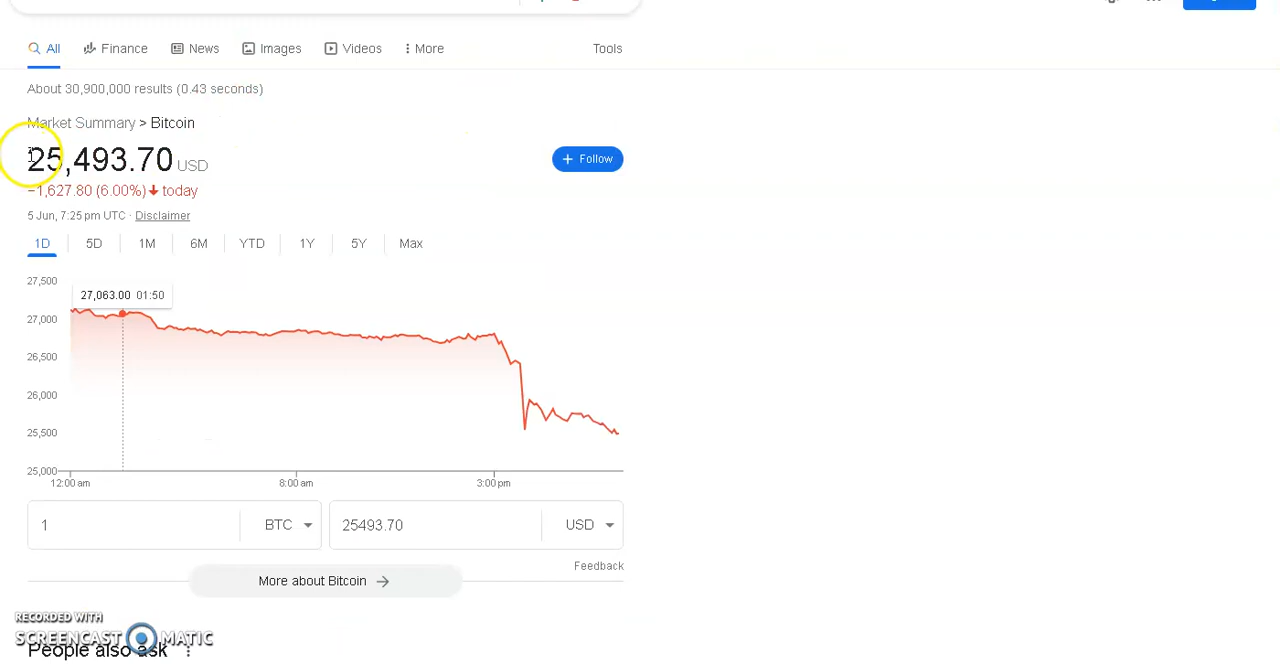 All Finance News Images Videos More Tools
About 30,900,000 results (0.43 seconds)
Market Summary > Bitcoin
25,493.70 USD
+ Follow
−1,627.80 (6.00%) today
5 Jun, 7:25 pm UTC · Disclaimer
1D 5D 1M 6M YTD 1Y 5Y Max
27,500
27,063.00 01:50
27,000
26,500
26,000
25,500
25,000
12:00 am 8:00 am 3:00 pm
1 BTC 25493.70 USD
Feedback
More about Bitcoin
RECORDED WITH
SCREENCAST MATIC
People also ask